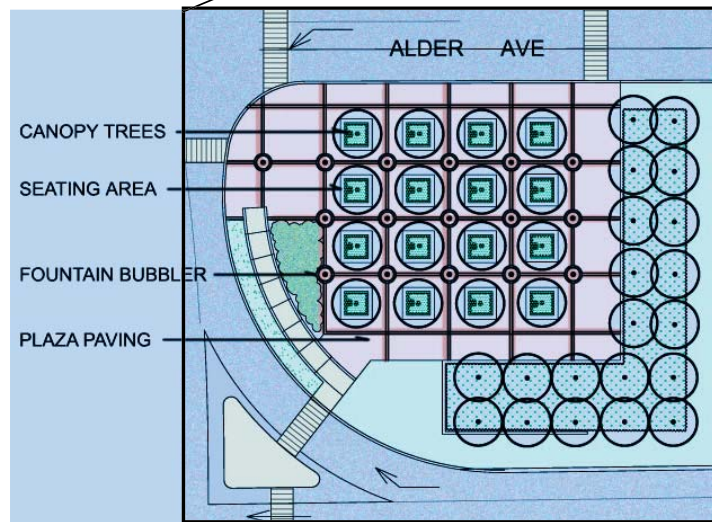 ALDER AVE
CANOPY TREES
SEATING AREA
FOUNTAIN BUBBLER
PLAZA PAVING